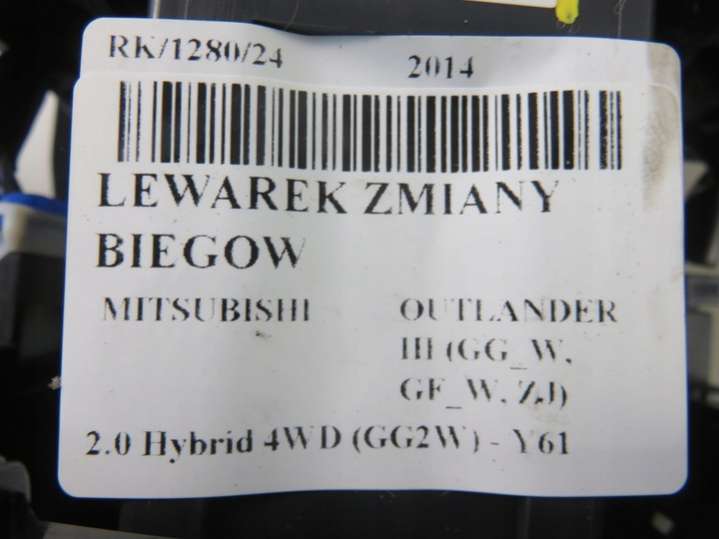 RK/1280/24 2014
LEWAREK ZMIANY
BIEGOW
MITSUBISHI OUTLANDER
III (GG_W,
GF_W, ZJ)
2.0 Hybrid 4WD (GG2W) - Y61